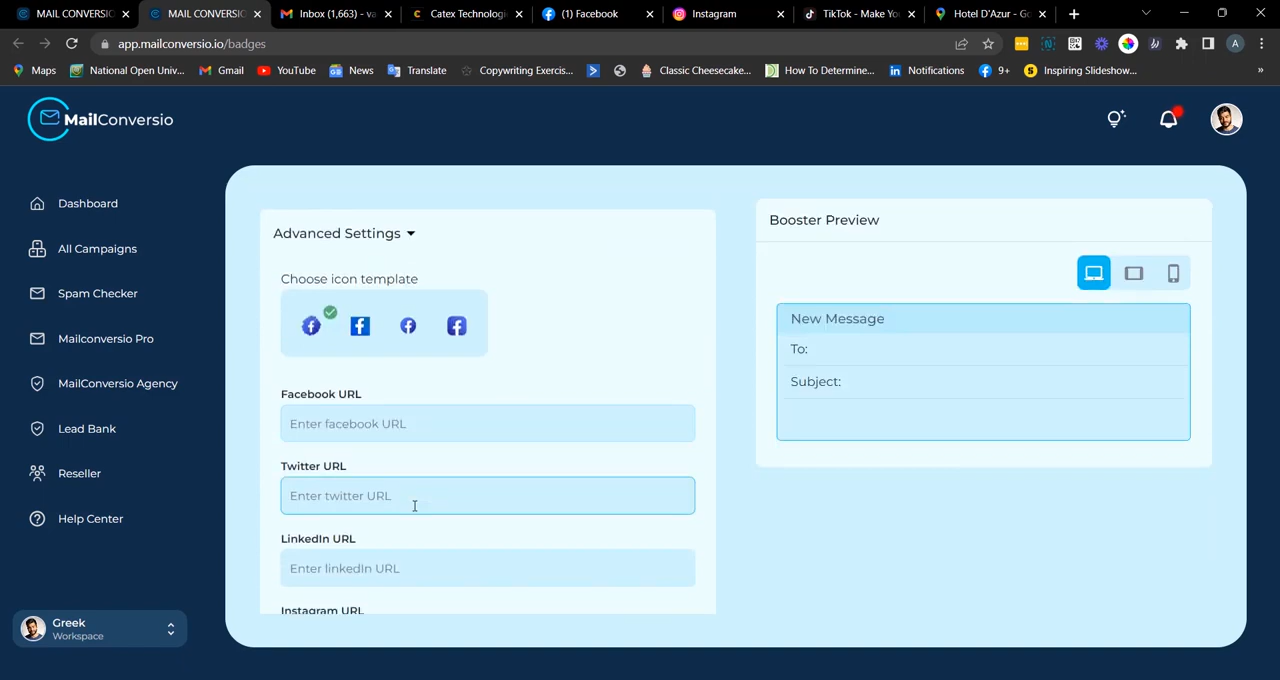 MAIL CONVERSIO
MAIL CONVERSIO
Inbox (1,663) - va
Catex Technologi
(1) Facebook
Instagram
TikTok - Make Yo
Hotel D'Azur - Go
app.mailconversio.io/badges
A
Maps
National Open Univ...
Gmail
YouTube
News
Translate
Copywriting Exercis...
Classic Cheesecake...
How To Determine...
Notifications
9+
Inspiring Slideshow...
»
MailConversio
Dashboard
All Campaigns
Spam Checker
Mailconversio Pro
MailConversio Agency
Lead Bank
Reseller
Help Center
Greek
Workspace
Advanced Settings
Choose icon template
Facebook URL
Enter facebook URL
Twitter URL
Enter twitter URL
LinkedIn URL
Enter linkedIn URL
Instagram URL
Booster Preview
New Message
To:
Subject: